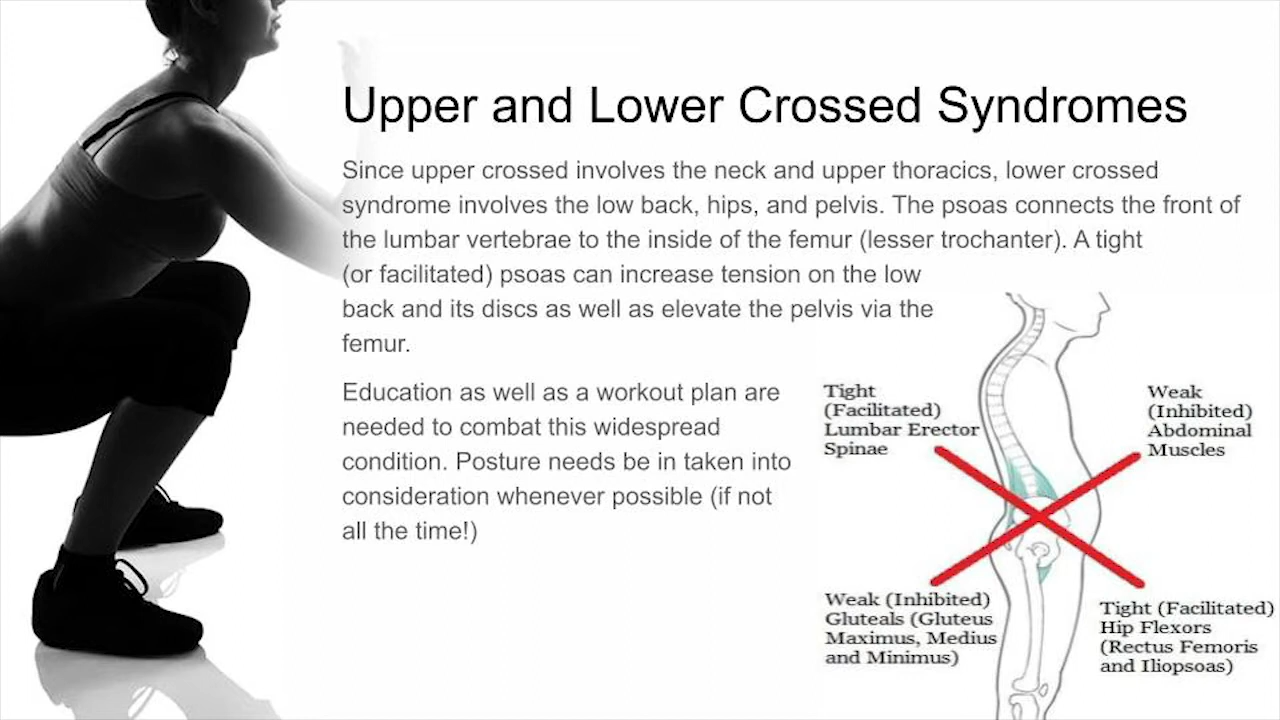 Upper and Lower Crossed Syndromes
Since upper crossed involves the neck and upper thoracics, lower crossed
syndrome involves the low back, hips, and pelvis. The psoas connects the front of
the lumbar vertebrae to the inside of the femur (lesser trochanter). A tight
(or facilitated) psoas can increase tension on the low
back and its discs as well as elevate the pelvis via the
femur.
Education as well as a workout plan are
needed to combat this widespread
condition. Posture needs be in taken into
consideration whenever possible (if not
all the time!)
Tight
(Facilitated)
Lumbar Erector
Spinae
Weak
(Inhibited)
Abdominal
Muscles
Weak (Inhibited)
Gluteals (Gluteus
Maximus, Medius
and Minimus)
Tight (Facilitated)
Hip Flexors
(Rectus Femoris
and Iliopsoas)